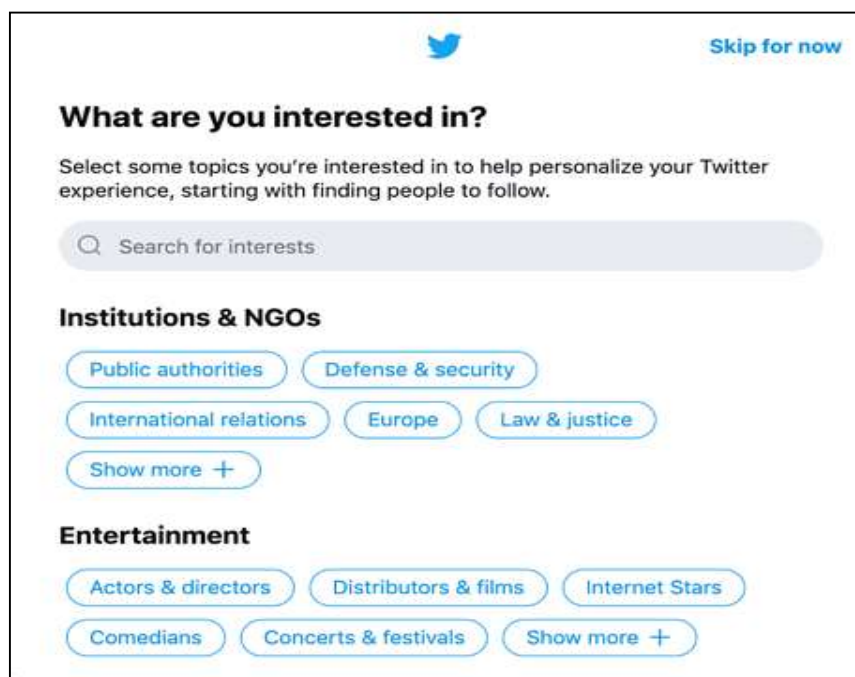 Skip for now
What are you interested in?
Select some topics you're interested in to help personalize your Twitter
experience, starting with finding people to follow.
Search for interests
Institutions & NGOs
Public authorities Defense & security
International relations Europe Law & justice
Show more +
Entertainment
Actors & directors Distributors & films Internet Stars
Comedians Concerts & festivals Show more +